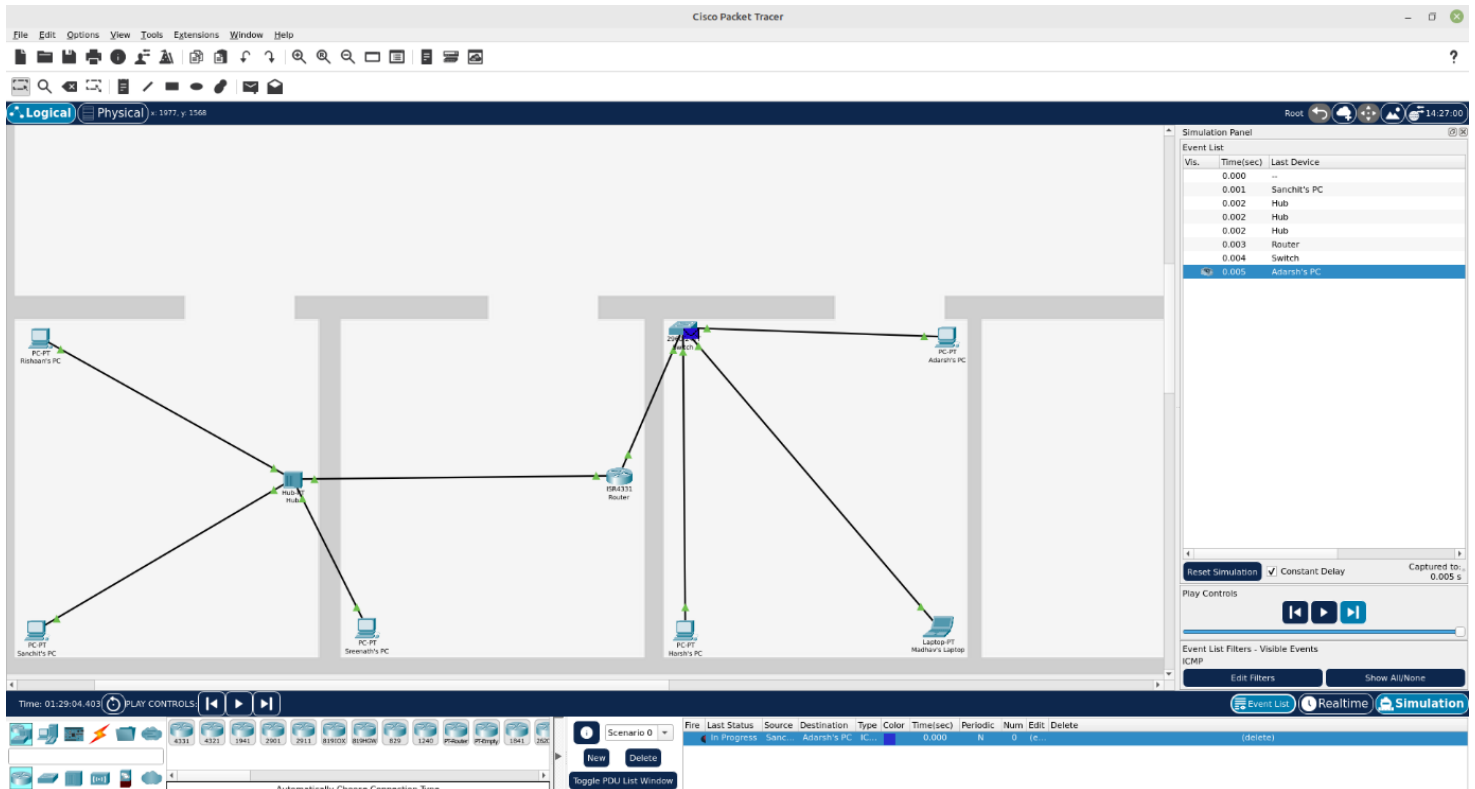 Cisco Packet Tracer
File Edit Options View Tools Extensions Window Help
?
Logical Physical x: 1977, y: 1568
Root 14:27:00
Simulation Panel
Event List
Vis. Time(sec) Last Device
0.000 --
0.001 Sanchit's PC
0.002 Hub
0.002 Hub
0.002 Hub
0.003 Router
0.004 Switch
0.005 Adarsh's PC
PC-PT
Rishaan's PC
Switch
PC-PT
Adarsh's PC
Hub-PT
Hub
ISR4331
Router
PC-PT
Sanchit's PC
PC-PT
Sreenath's PC
PC-PT
Harsh's PC
Laptop-PT
Madhav's Laptop
Reset Simulation Constant Delay
Captured to:
0.005 s
Play Controls
Event List Filters - Visible Events
ICMP
Edit Filters Show All/None
Time: 01:29:04.403 PLAY CONTROLS:
Event List Realtime Simulation
4331 4321 1941 2901 2911 819IOX 819HGW 829 1240 PT-Router PT-Empty 1841
Scenario 0
New Delete
Toggle PDU List Window
Fire Last Status Source Destination Type Color Time(sec) Periodic Num Edit Delete
In Progress Sanc... Adarsh's PC IC... 0.000 N 0 (e... (delete)
Automatically Choose Connection Type